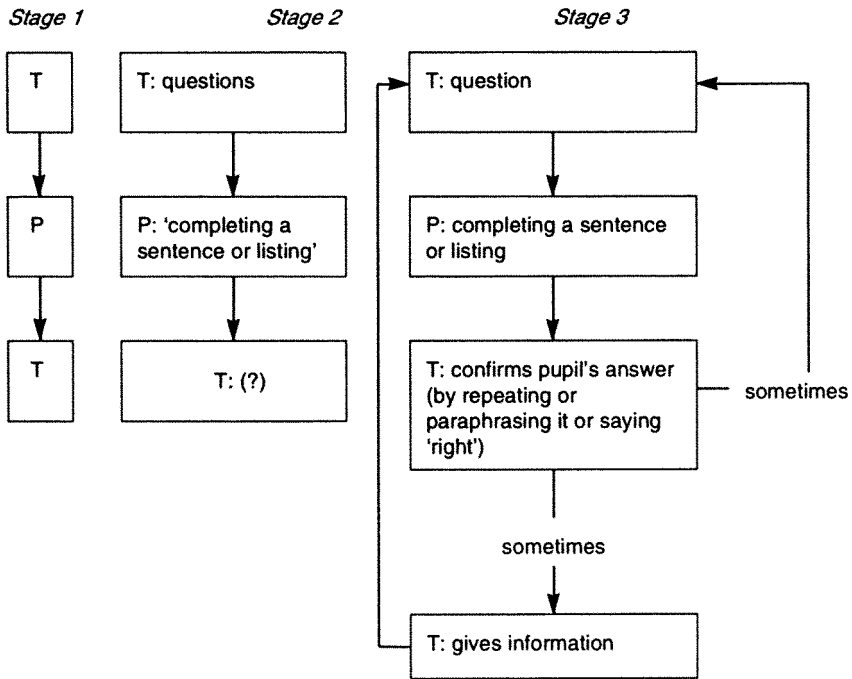 Stage 1
Stage 2
Stage 3
T
P
T
T: questions
P: ‘completing a
sentence or listing’
T: (?)
T: question
P: completing a sentence
or listing
T: confirms pupil's answer
(by repeating or
paraphrasing it or saying
‘right’)
sometimes
sometimes
T: gives information